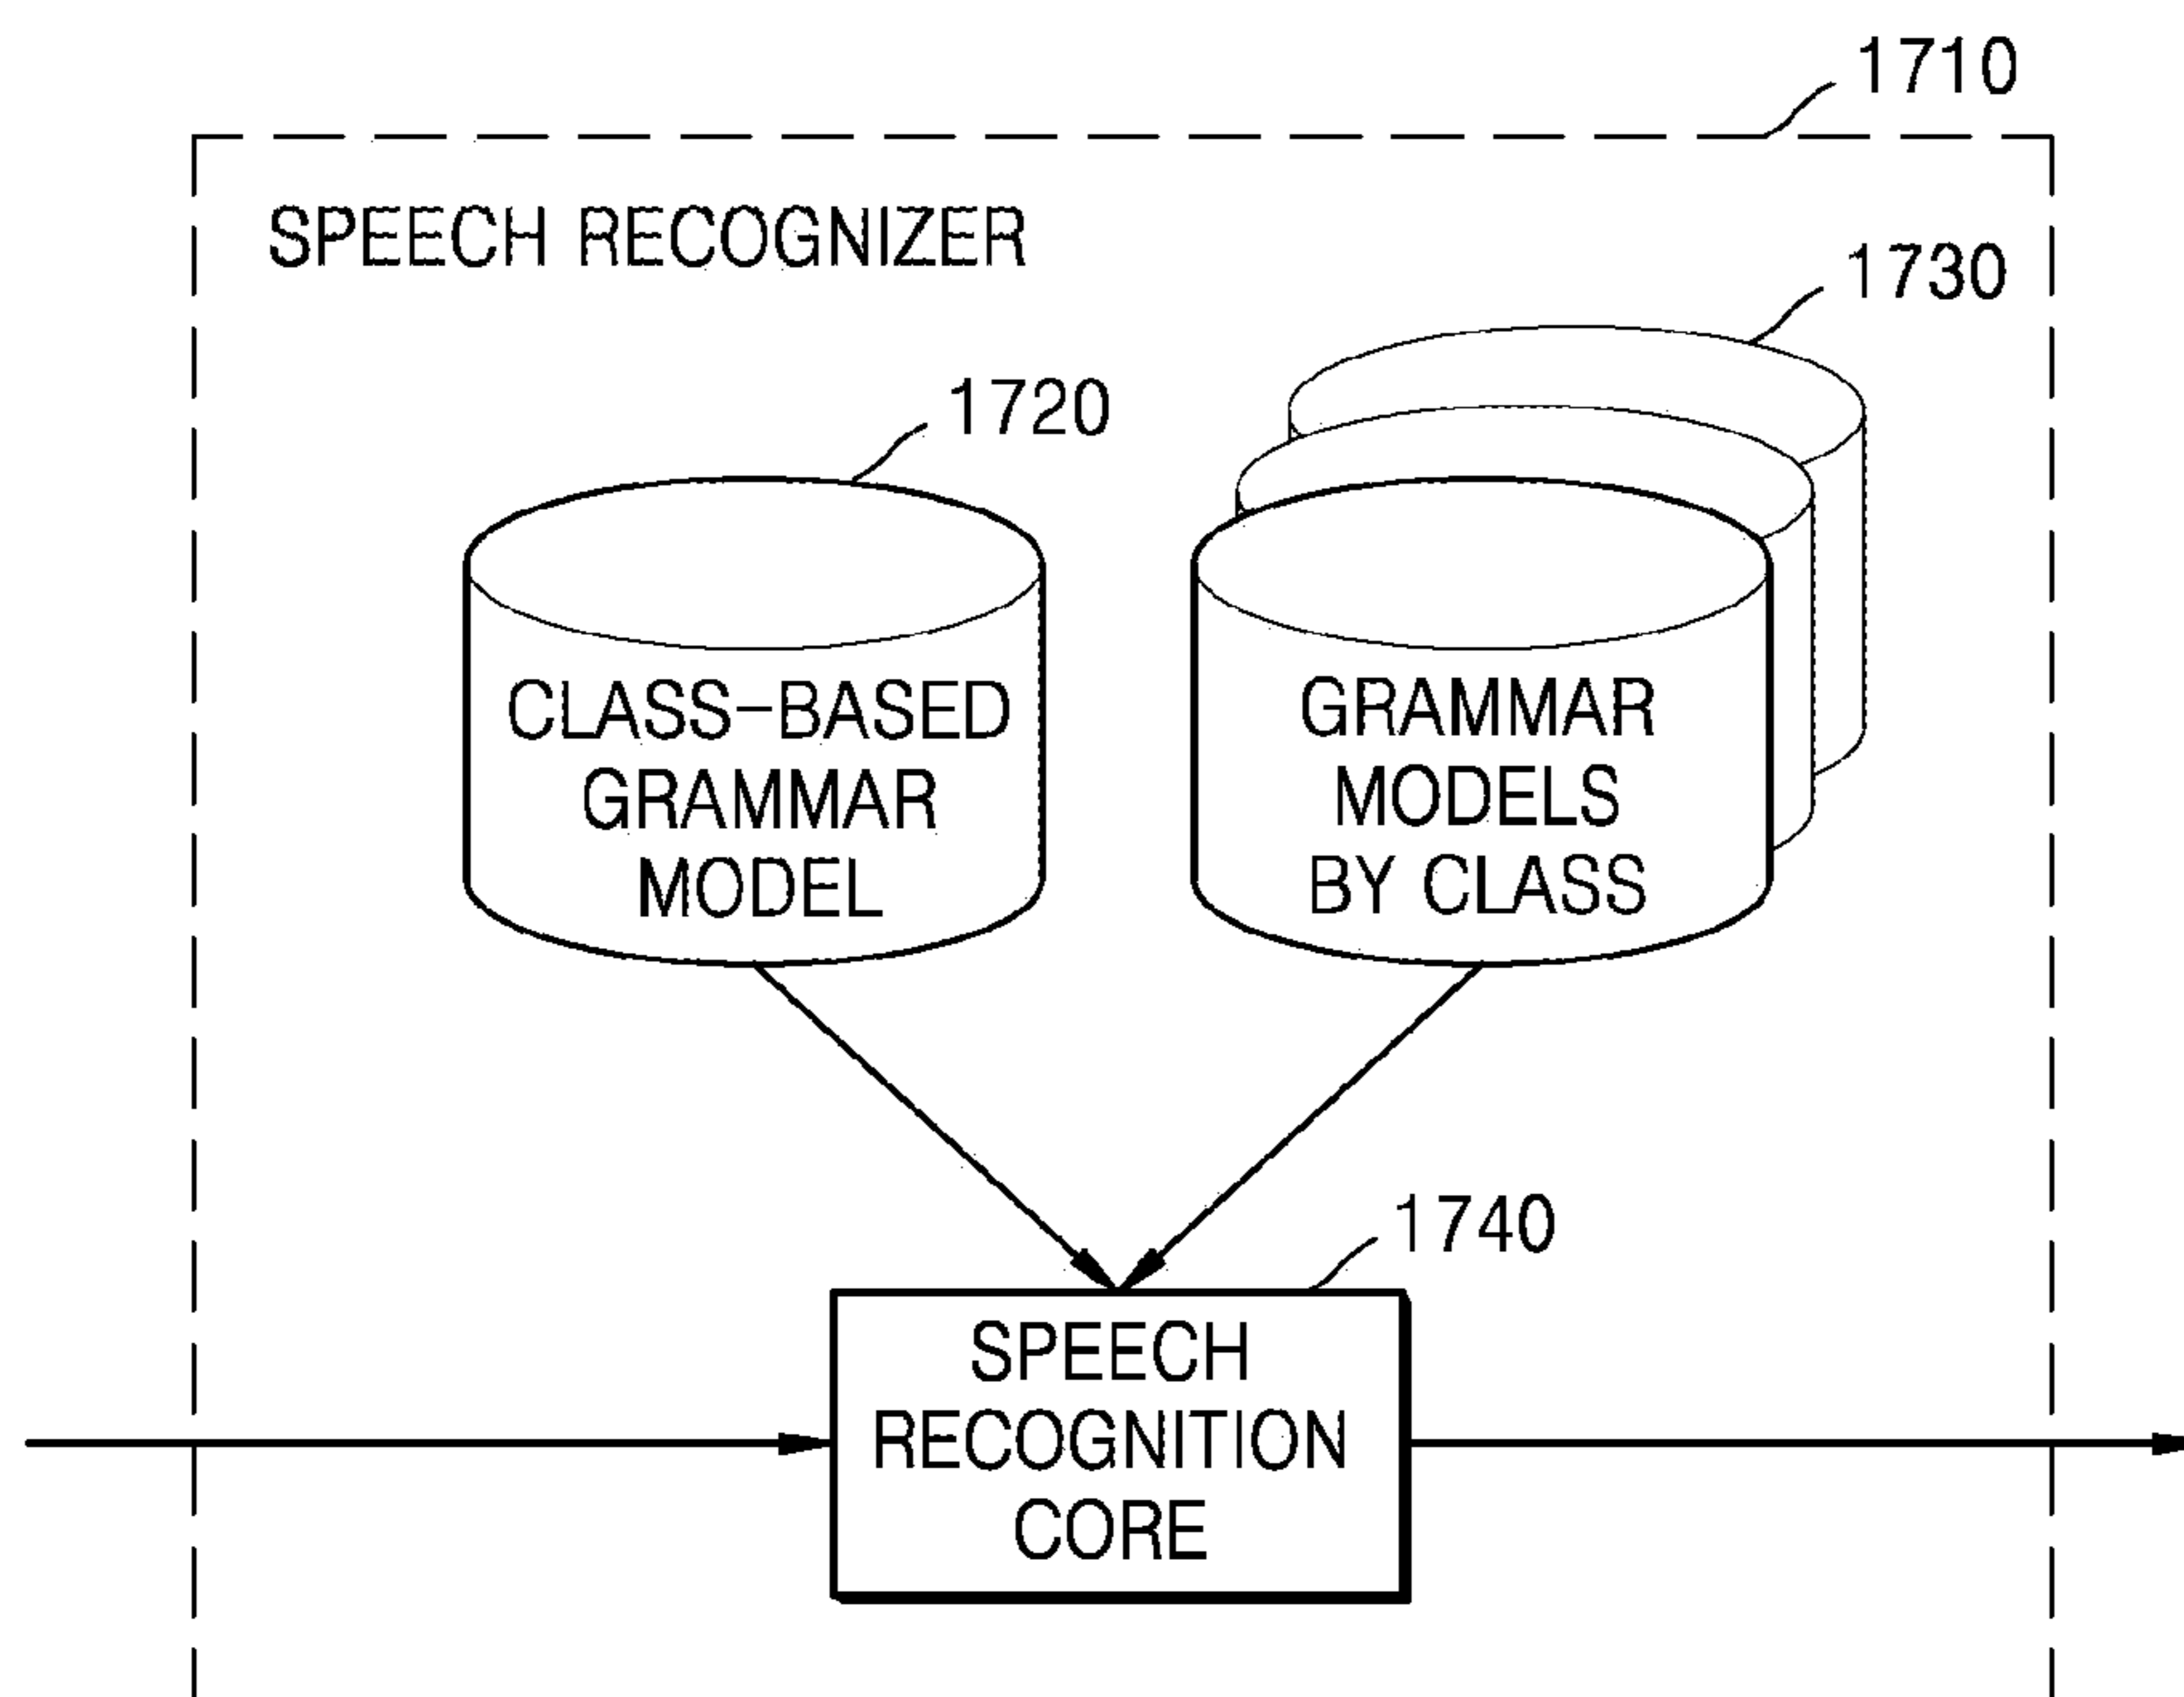 1710
SPEECH RECOGNIZER
1730
1720
CLASS-BASED
GRAMMAR
MODEL
GRAMMAR
MODELS
BY CLASS
1740
SPEECH
RECOGNITION
CORE